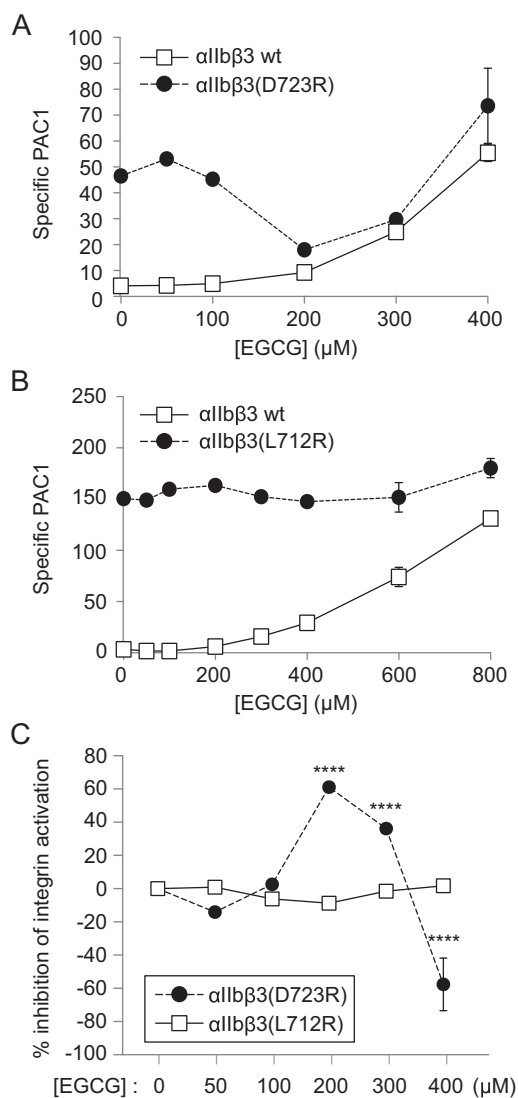 A
100
90
80
70
60
50
40
30
20
10
0
Specific PAC1
αIIbβ3 wt
αIIbβ3(D723R)
0 100 200 300 400
[EGCG] (μM)
B
250
200
150
100
50
0
Specific PAC1
αIIbβ3 wt
αIIbβ3(L712R)
0 200 400 600 800
[EGCG] (μM)
C
80
60
40
20
0
-20
-40
-60
-80
-100
% inhibition of integrin activation
****
****
****
αIIbβ3(D723R)
αIIbβ3(L712R)
[EGCG] : 0 50 100 200 300 400 (μM)